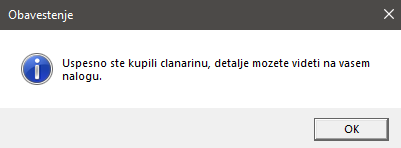 Obavestenje
Uspesno ste kupili clanarinu, detalje mozete videti na vasem
nalogu.
OK